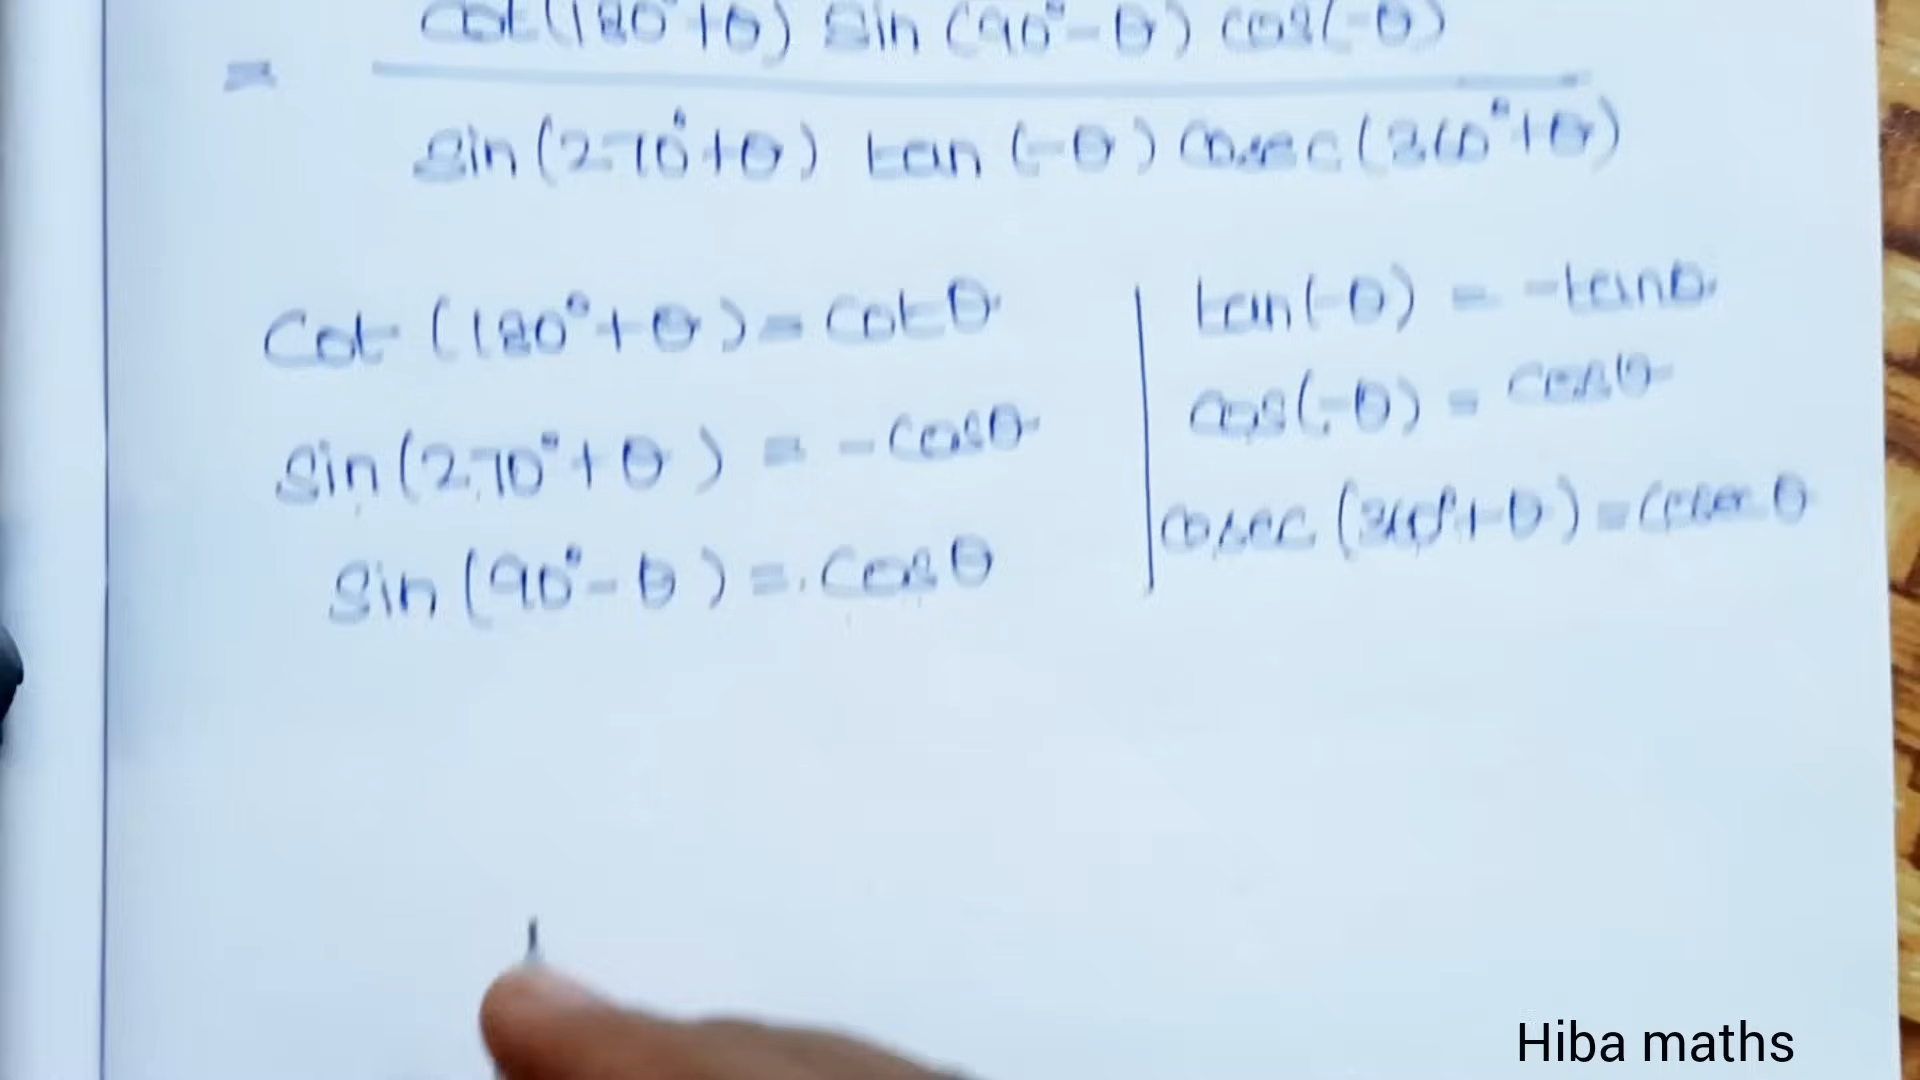 cot(180°+θ) sin (90°-θ) cos(-θ)
=
sin(270°+θ) tan (-θ) cosec(360°+θ)
Cot (180°+θ) = cotθ
sin(270°+θ) = -cosθ
sin (90°-θ) = cosθ
tan(-θ) = -tanθ
cos(-θ) = cosθ
cosec (360°+θ) = cosec θ
Hiba maths